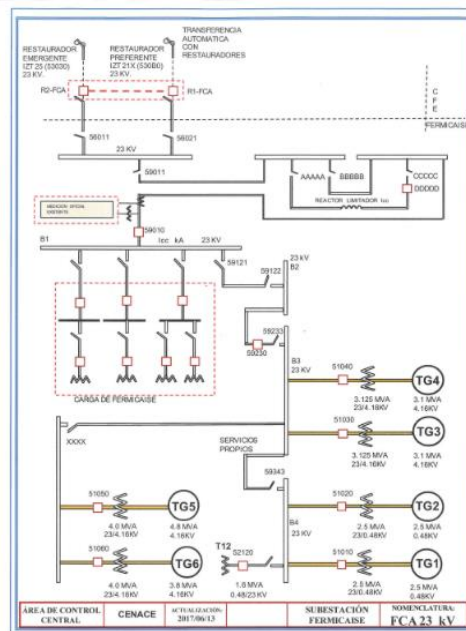 TRANSFERENCIA
AUTOMATICA
CON
RESTAURADORES
RESTAURADOR
EMERGENTE
IZT 25 (53030)
23 KV.
RESTAURADOR
PREFERENTE
IZT 21X (530B0)
23 KV.
R2-FCA
R1-FCA
C
F
E
FERMICAISE
56011
56021
23 KV
59011
AAAAA
BBBBB
CCCCC
DDDDD
REACTOR LIMITADOR Icc
MEDICION OFICIAL
59010
B1
Icc kA
23 KV
59121
59122
23 kV
B2
59233
59230
B3
23 KV
CARGA DE FERMICAISE
51040
TG4
3.125 MVA
23/4.16KV
3.1 MVA
4.16KV
51030
TG3
3.125 MVA
23/4.16KV
3.1 MVA
4.16KV
XXXX
SERVICIOS
PROPIOS
59343
51050
TG5
4.0 MVA
23/4.16KV
4.8 MVA
4.16KV
51020
TG2
2.5 MVA
23/0.48KV
2.5 MVA
0.48KV
B4
23 KV
51060
TG6
4.0 MVA
23/4.16KV
3.8 MVA
4.16KV
T12
52120
1.5 MVA
0.48/23 KV
51010
TG1
2.5 MVA
23/0.48KV
2.5 MVA
0.48KV
ÁREA DE CONTROL
CENTRAL
CENACE
ACTUALIZACIÓN:
2017/06/13
SUBESTACIÓN
FERMICAISE
NOMENCLATURA:
FCA 23 kV